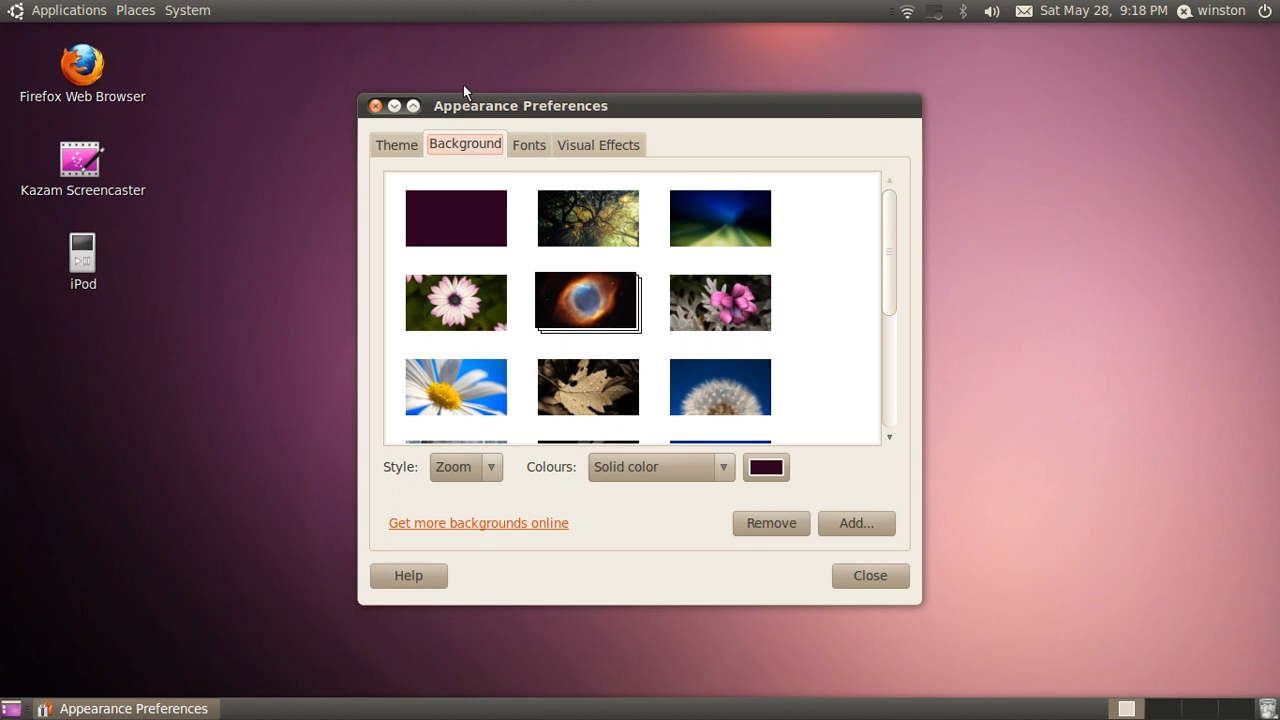 Applications Places System
Sat May 28, 9:18 PM winston
Firefox Web Browser
Kazam Screencaster
iPod
Appearance Preferences
Theme Background Fonts Visual Effects
Style: Zoom Colours: Solid color
Get more backgrounds online Remove Add...
Help Close
Appearance Preferences